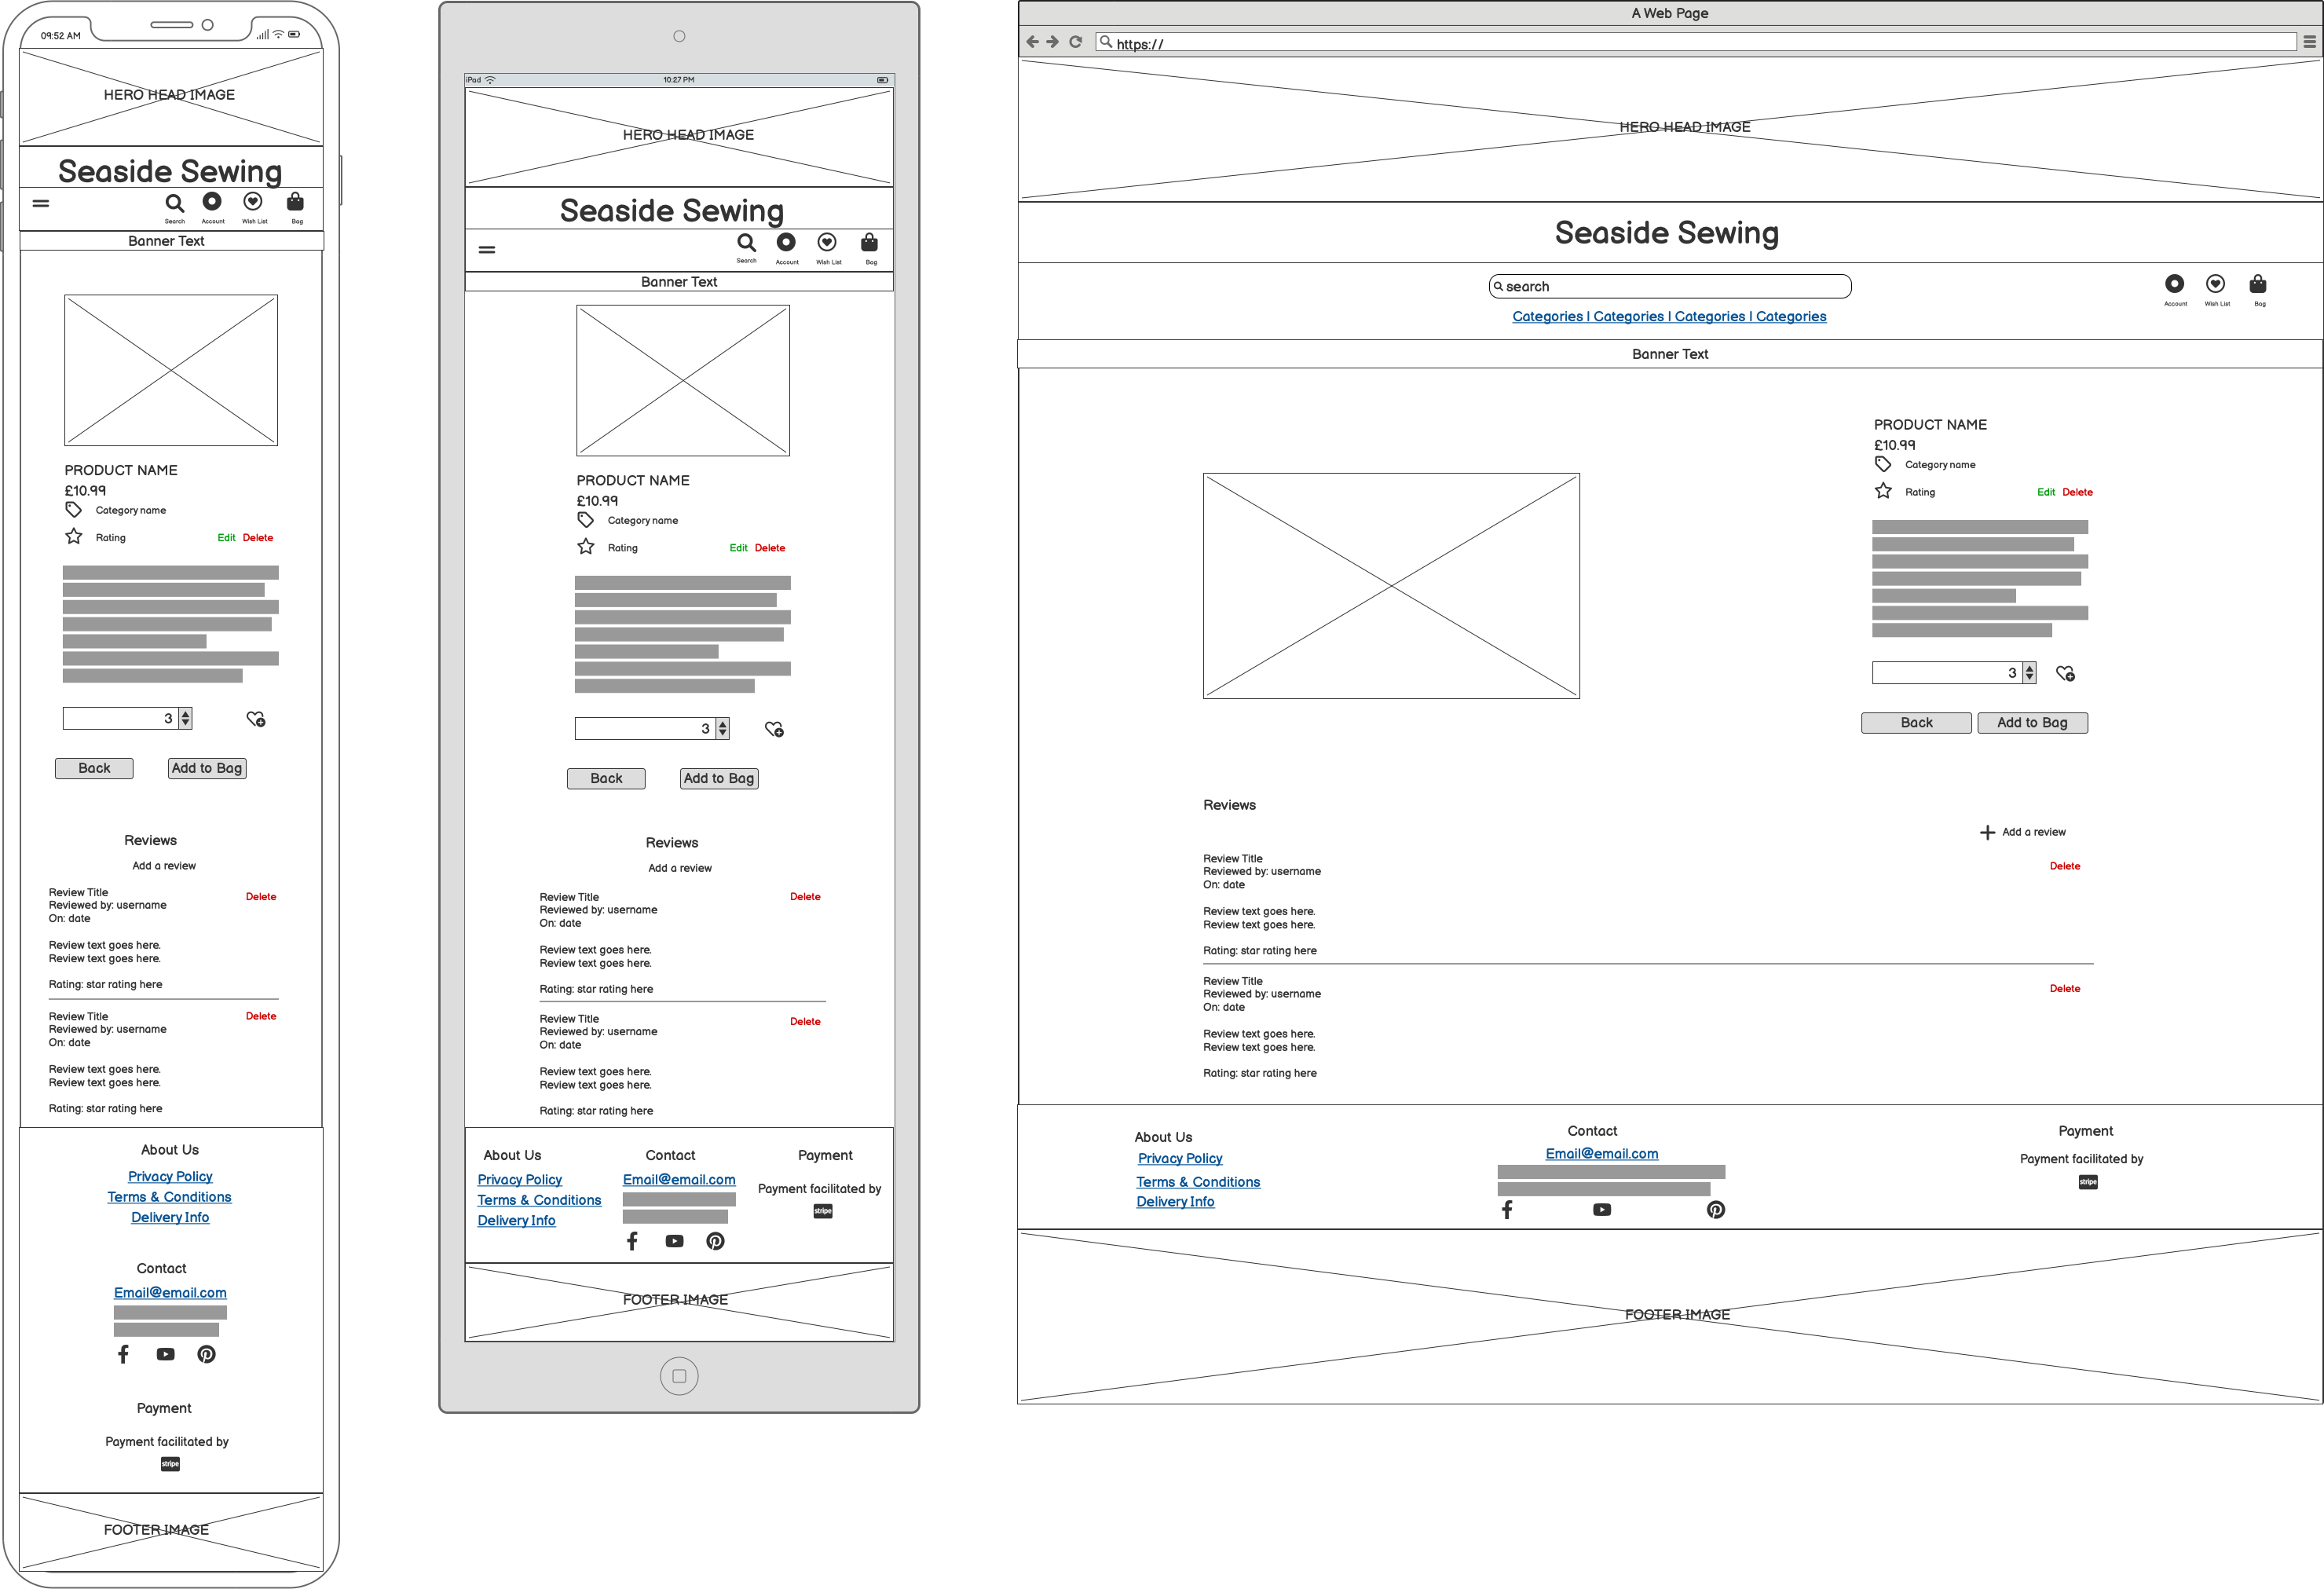 09:52 AM
HERO HEAD IMAGE
Seaside Sewing
Search Account Wish List Bag
Banner Text
PRODUCT NAME
£10.99
Category name
Rating Edit Delete
3
Back Add to Bag
Reviews
Add a review
Review Title Delete
Reviewed by: username
On: date
Review text goes here.
Review text goes here.
Rating: star rating here
Review Title Delete
Reviewed by: username
On: date
Review text goes here.
Review text goes here.
Rating: star rating here
About Us
Privacy Policy
Terms & Conditions
Delivery Info
Contact
Email@email.com
Payment
Payment facilitated by
stripe
FOOTER IMAGE
iPad 10:27 PM
HERO HEAD IMAGE
Seaside Sewing
Search Account Wish List Bag
Banner Text
PRODUCT NAME
£10.99
Category name
Rating Edit Delete
3
Back Add to Bag
Reviews
Add a review
Review Title Delete
Reviewed by: username
On: date
Review text goes here.
Review text goes here.
Rating: star rating here
Review Title Delete
Reviewed by: username
On: date
Review text goes here.
Review text goes here.
Rating: star rating here
About Us Contact Payment
Privacy Policy Email@email.com
Payment facilitated by
Terms & Conditions
stripe
Delivery Info
FOOTER IMAGE
A Web Page
https://
HERO HEAD IMAGE
Seaside Sewing
search
Account Wish List Bag
Categories | Categories | Categories | Categories
Banner Text
PRODUCT NAME
£10.99
Category name
Rating Edit Delete
3
Back Add to Bag
Reviews
Add a review
Review Title Delete
Reviewed by: username
On: date
Review text goes here.
Review text goes here.
Rating: star rating here
Review Title Delete
Reviewed by: username
On: date
Review text goes here.
Review text goes here.
Rating: star rating here
About Us Contact Payment
Privacy Policy Email@email.com Payment facilitated by
Terms & Conditions stripe
Delivery Info
FOOTER IMAGE